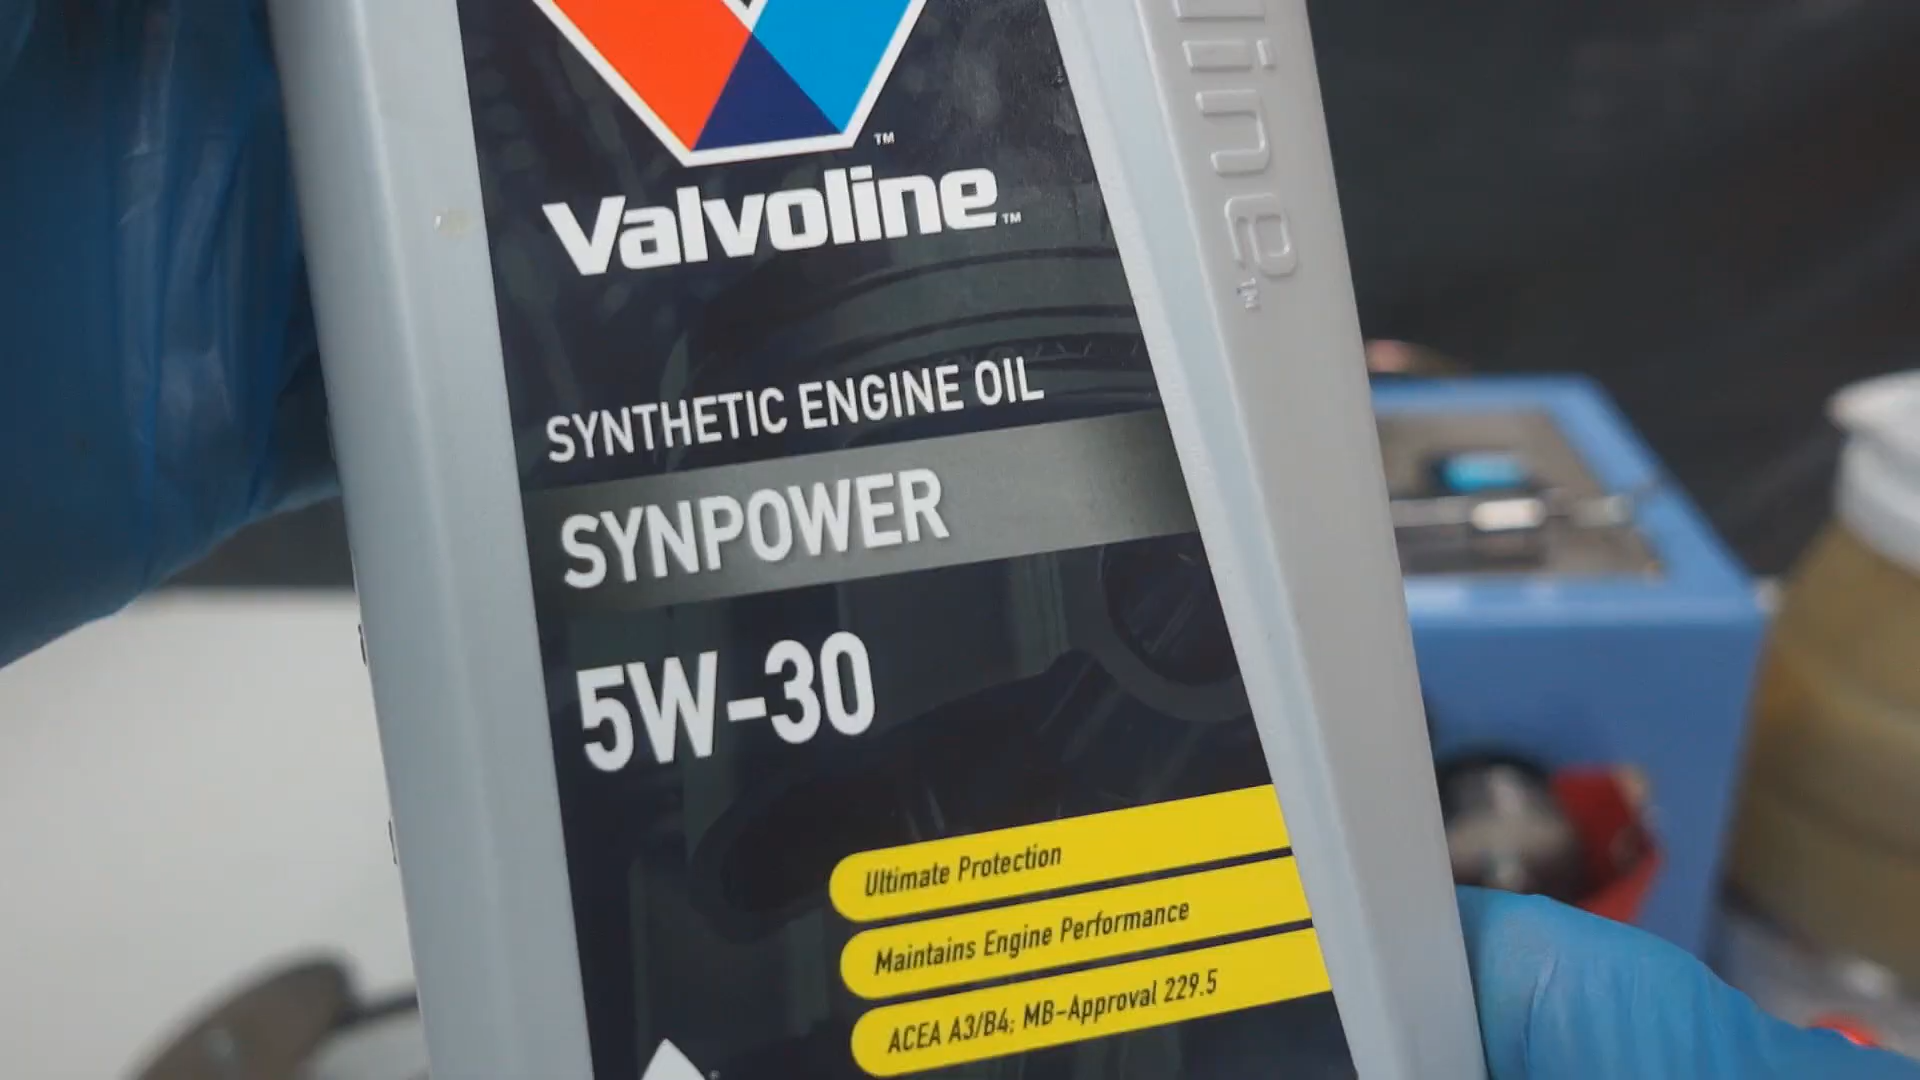 Valvoline™
SYNTHETIC ENGINE OIL
SYNPOWER
5W-30
Ultimate Protection
Maintains Engine Performance
ACEA A3/B4; MB-Approval 229.5
line™